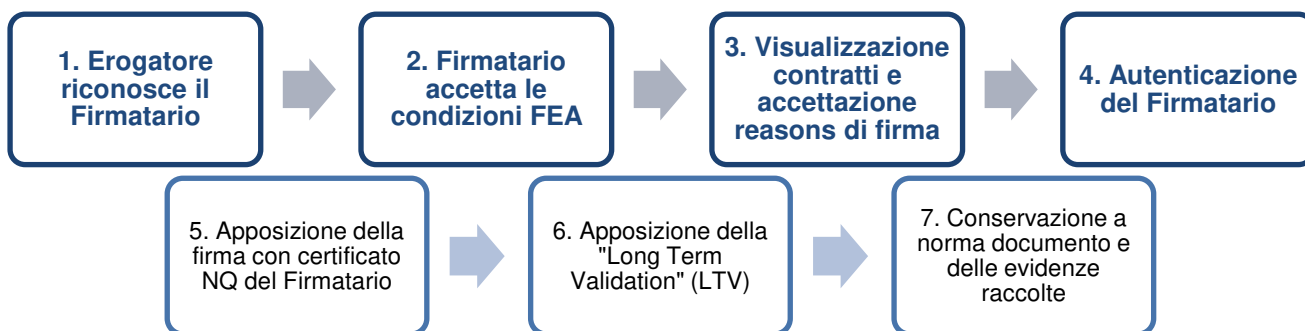 1. Erogatore
riconosce il
Firmatario
2. Firmatario
accetta le
condizioni FEA
3. Visualizzazione
contratti e
accettazione
reasons di firma
4. Autenticazione
del Firmatario
5. Apposizione della
firma con certificato
NQ del Firmatario
6. Apposizione della
"Long Term
Validation" (LTV)
7. Conservazione a
norma documento e
delle evidenze
raccolte